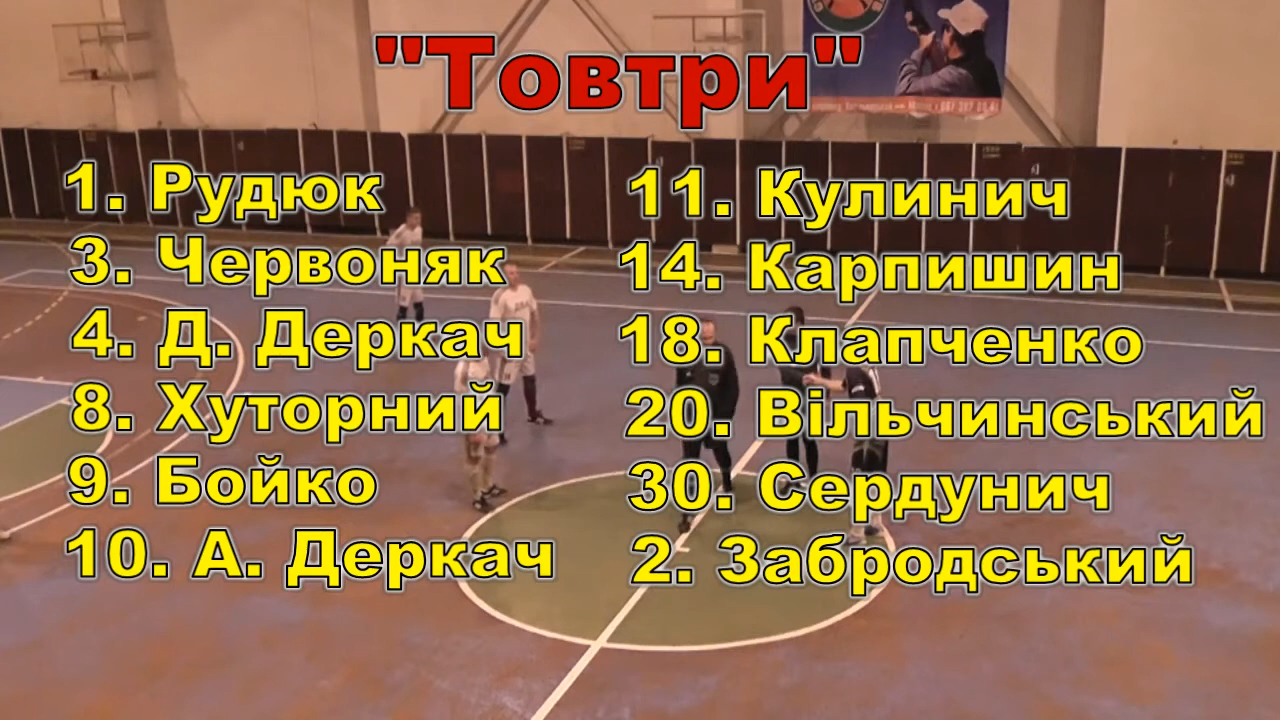 "Товтри"
1. Рудюк
3. Червоняк
4. Д. Деркач
8. Хуторний
9. Бойко
10. А. Деркач
11. Кулинич
14. Карпишин
18. Клапченко
20. Вільчинський
30. Сердунич
2. Забродський